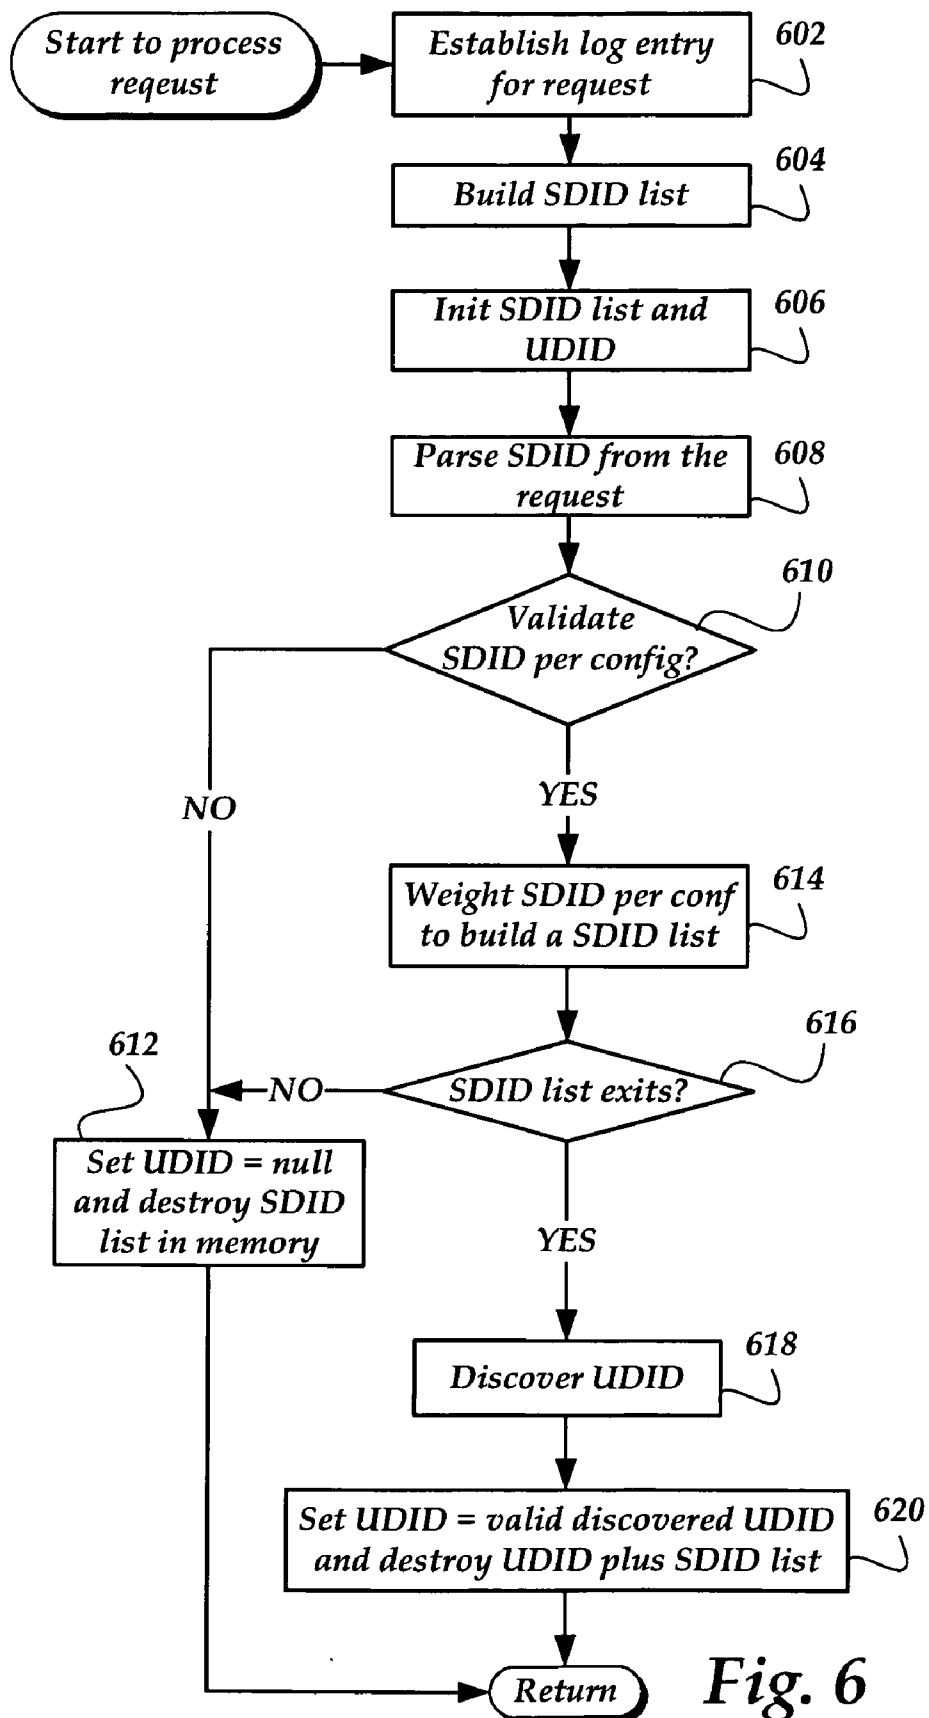 Start to process
reqeust
Establish log entry
for request
602
Build SDID list
604
Init SDID list and
UDID
606
Parse SDID from the
request
608
Validate
SDID per config?
610
NO
YES
Weight SDID per conf
to build a SDID list
614
SDID list exits?
616
NO
612
Set UDID = null
and destroy SDID
list in memory
YES
Discover UDID
618
Set UDID = valid discovered UDID
and destroy UDID plus SDID list
620
Return
Fig. 6